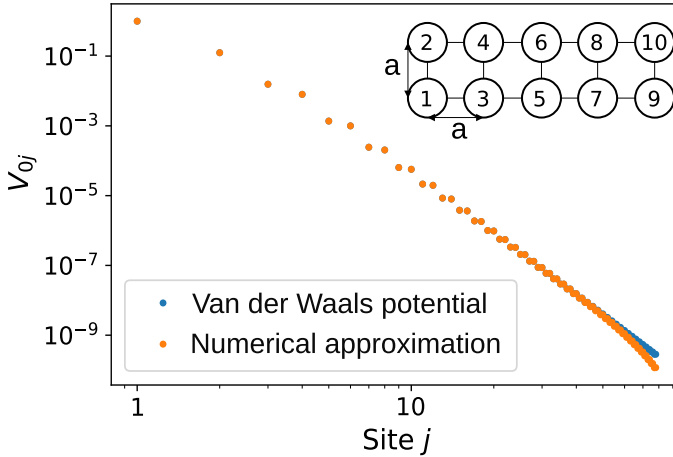 2 4 6 8 10
a
1 3 5 7 9
a
10⁻¹
10⁻³
10⁻⁵
10⁻⁷
10⁻⁹
V₀ⱼ
Van der Waals potential
Numerical approximation
1 10
Site j